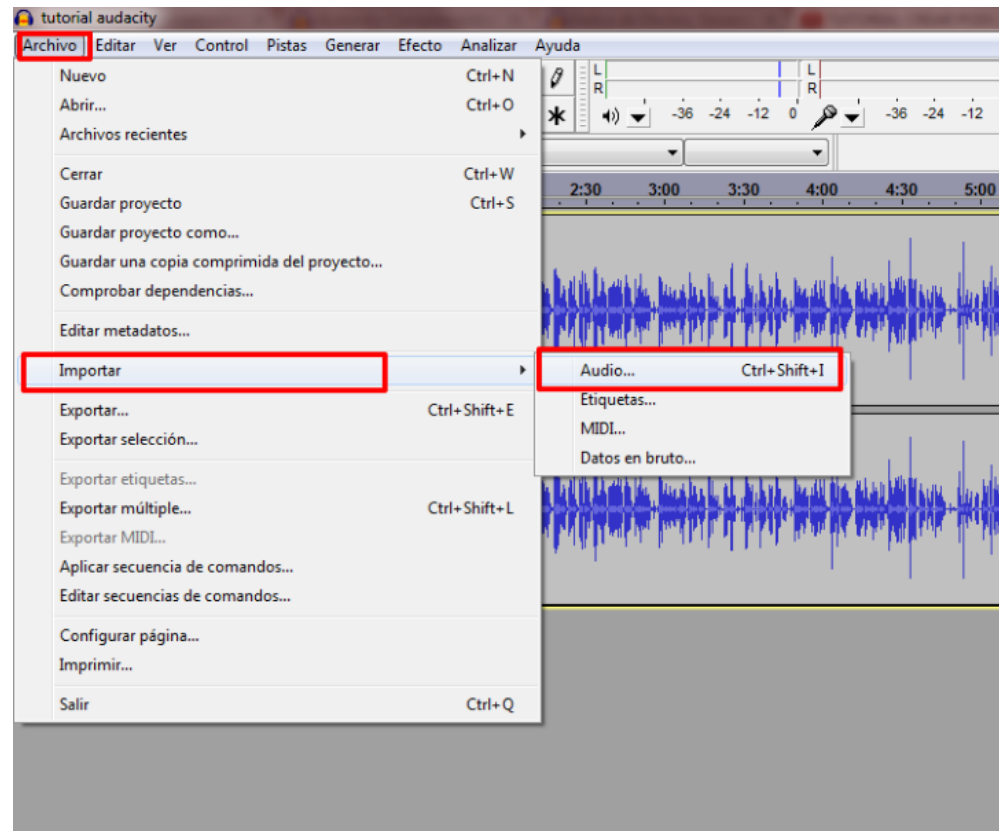 tutorial audacity
Archivo Editar Ver Control Pistas Generar Efecto Analizar Ayuda
Nuevo Ctrl+N
Abrir... Ctrl+O
Archivos recientes
Cerrar Ctrl+W
Guardar proyecto Ctrl+S
Guardar proyecto como...
Guardar una copia comprimida del proyecto...
Comprobar dependencias...
Editar metadatos...
Importar
Exportar... Ctrl+Shift+E
Exportar selección...
Exportar etiquetas...
Exportar múltiple... Ctrl+Shift+L
Exportar MIDI...
Aplicar secuencia de comandos...
Editar secuencias de comandos...
Configurar página...
Imprimir...
Salir Ctrl+Q
Audio... Ctrl+Shift+I
Etiquetas...
MIDI...
Datos en bruto...
L L
R R
-36 -24 -12 0 -36 -24 -12
2:30 3:00 3:30 4:00 4:30 5:00